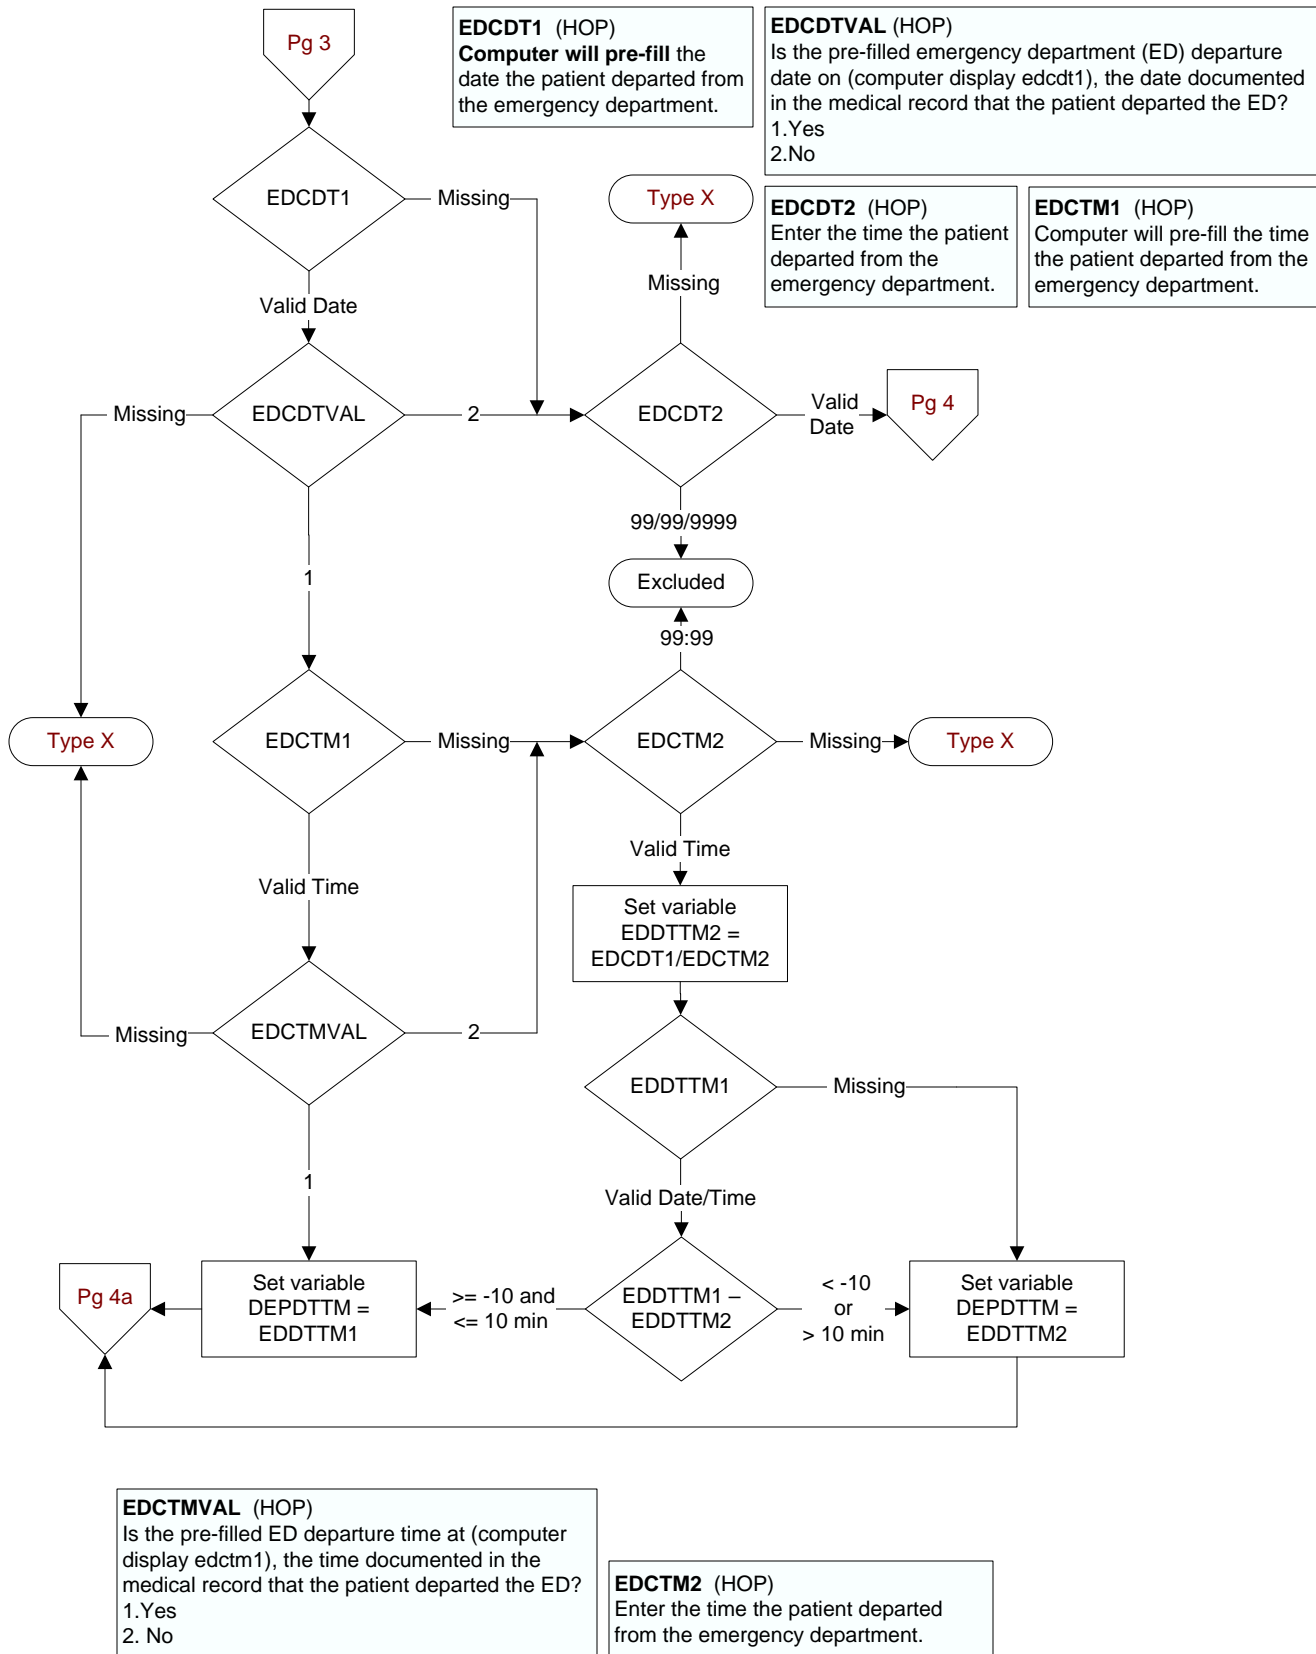 Pg 3
EDCDT1 (HOP)
Computer will pre-fill the
date the patient departed from
the emergency department.
EDCDTVAL (HOP)
Is the pre-filled emergency department (ED) departure
date on (computer display edcdt1), the date documented
in the medical record that the patient departed the ED?
1.Yes
2.No
EDCDT1
Missing
Type X
EDCDT2 (HOP)
Enter the time the patient
departed from the
emergency department.
EDCTM1 (HOP)
Computer will pre-fill the time
the patient departed from the
emergency department.
Missing
Valid Date
Missing
EDCDTVAL
2
EDCDT2
Valid
Date
Pg 4
99/99/9999
1
Excluded
99:99
Type X
EDCTM1
Missing
EDCTM2
Missing
Type X
Valid Time
Valid Time
Set variable
EDDTTM2 =
EDCDT1/EDCTM2
Missing
EDCTMVAL
2
EDDTTM1
Missing
1
Valid Date/Time
Pg 4a
Set variable
DEPDTTM =
EDDTTM1
>= -10 and
<= 10 min
EDDTTM1 –
EDDTTM2
< -10
or
> 10 min
Set variable
DEPDTTM =
EDDTTM2
EDCTMVAL (HOP)
Is the pre-filled ED departure time at (computer
display edctm1), the time documented in the
medical record that the patient departed the ED?
1.Yes
2. No
EDCTM2 (HOP)
Enter the time the patient departed
from the emergency department.